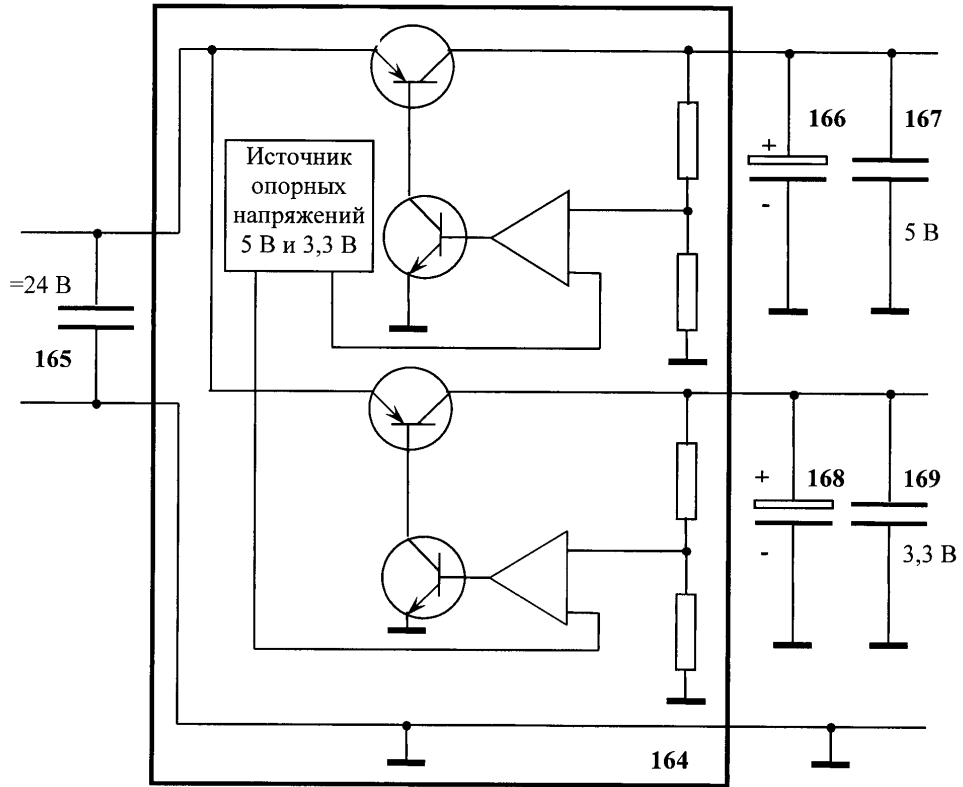 166
167
+
-
5 В
Источник
опорных
напряжений
5 В и 3,3 В
=24 В
165
+
168
169
-
3,3 В
164